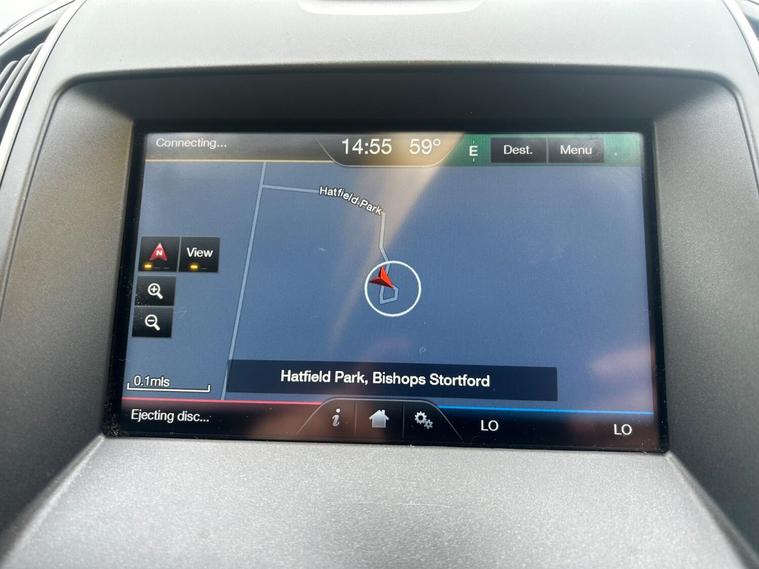 Connecting...
14:55 59°
E
Dest.
Menu
Hatfield Park
N
View
0.1mls
Hatfield Park, Bishops Stortford
Ejecting disc...
i
LO
LO